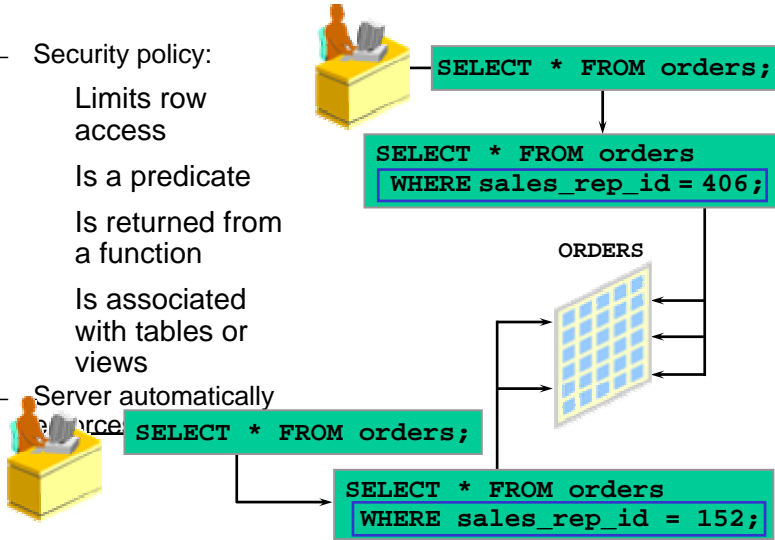 – Security policy:
Limits row
access
Is a predicate
Is returned from
a function
Is associated
with tables or
views
– Server automatically
SELECT * FROM orders;
SELECT * FROM orders
WHERE sales_rep_id = 406;
ORDERS
SELECT * FROM orders;
SELECT * FROM orders
WHERE sales_rep_id = 152;